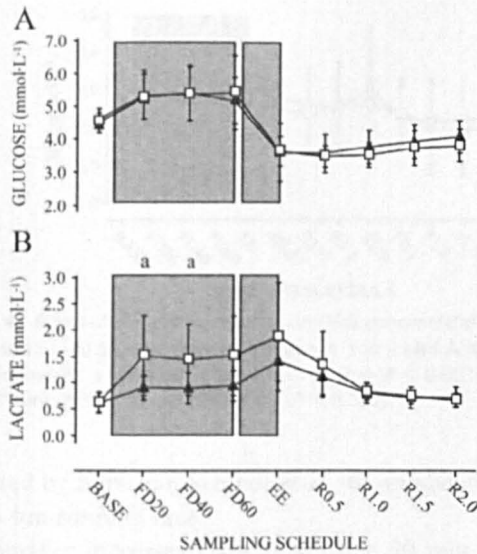 A
GLUCOSE (mmol·L⁻¹)
7.0
6.0
5.0
4.0
3.0
2.0
B
a a
LACTATE (mmol·L⁻¹)
3.0
2.5
2.0
1.5
1.0
0.5
0.0
BASE FD20 FD40 FD60 EE R0.5 R1.0 R1.5 R2.0
SAMPLING SCHEDULE